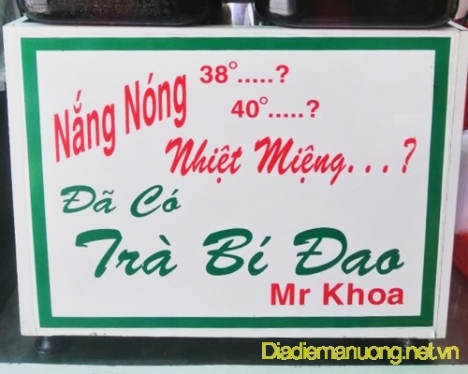 Nắng Nóng 38°.....?
40°.....?
Nhiệt Miệng...?
Đã Có
Trà Bí Đao
Mr Khoa
Diadiemanuong.net.vn